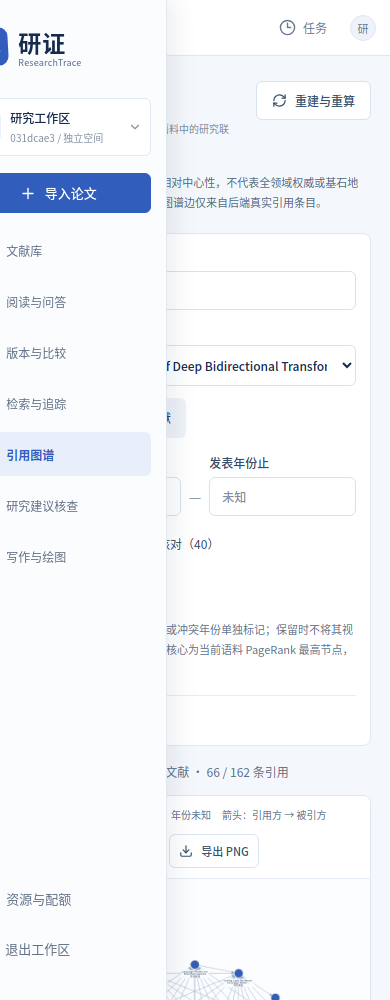 研证
ResearchTrace
任务
研
研究工作区
031dcae3 / 独立空间
导入论文
文献库
阅读与问答
版本与比较
检索与追踪
引用图谱
研究建议核查
写作与绘图
资源与配额
退出工作区
重建与重算
料中的研究联
相对中心性，不代表全领域权威或基石地
图谱边仅来自后端真实引用条目。
f Deep Bidirectional Transfor
献
发表年份止
— 未知
核对（40）
或冲突年份单独标记；保留时不将其视
核心为当前语料 PageRank 最高节点，
文献 · 66 / 162 条引用
年份未知 箭头：引用方 → 被引方
导出 PNG